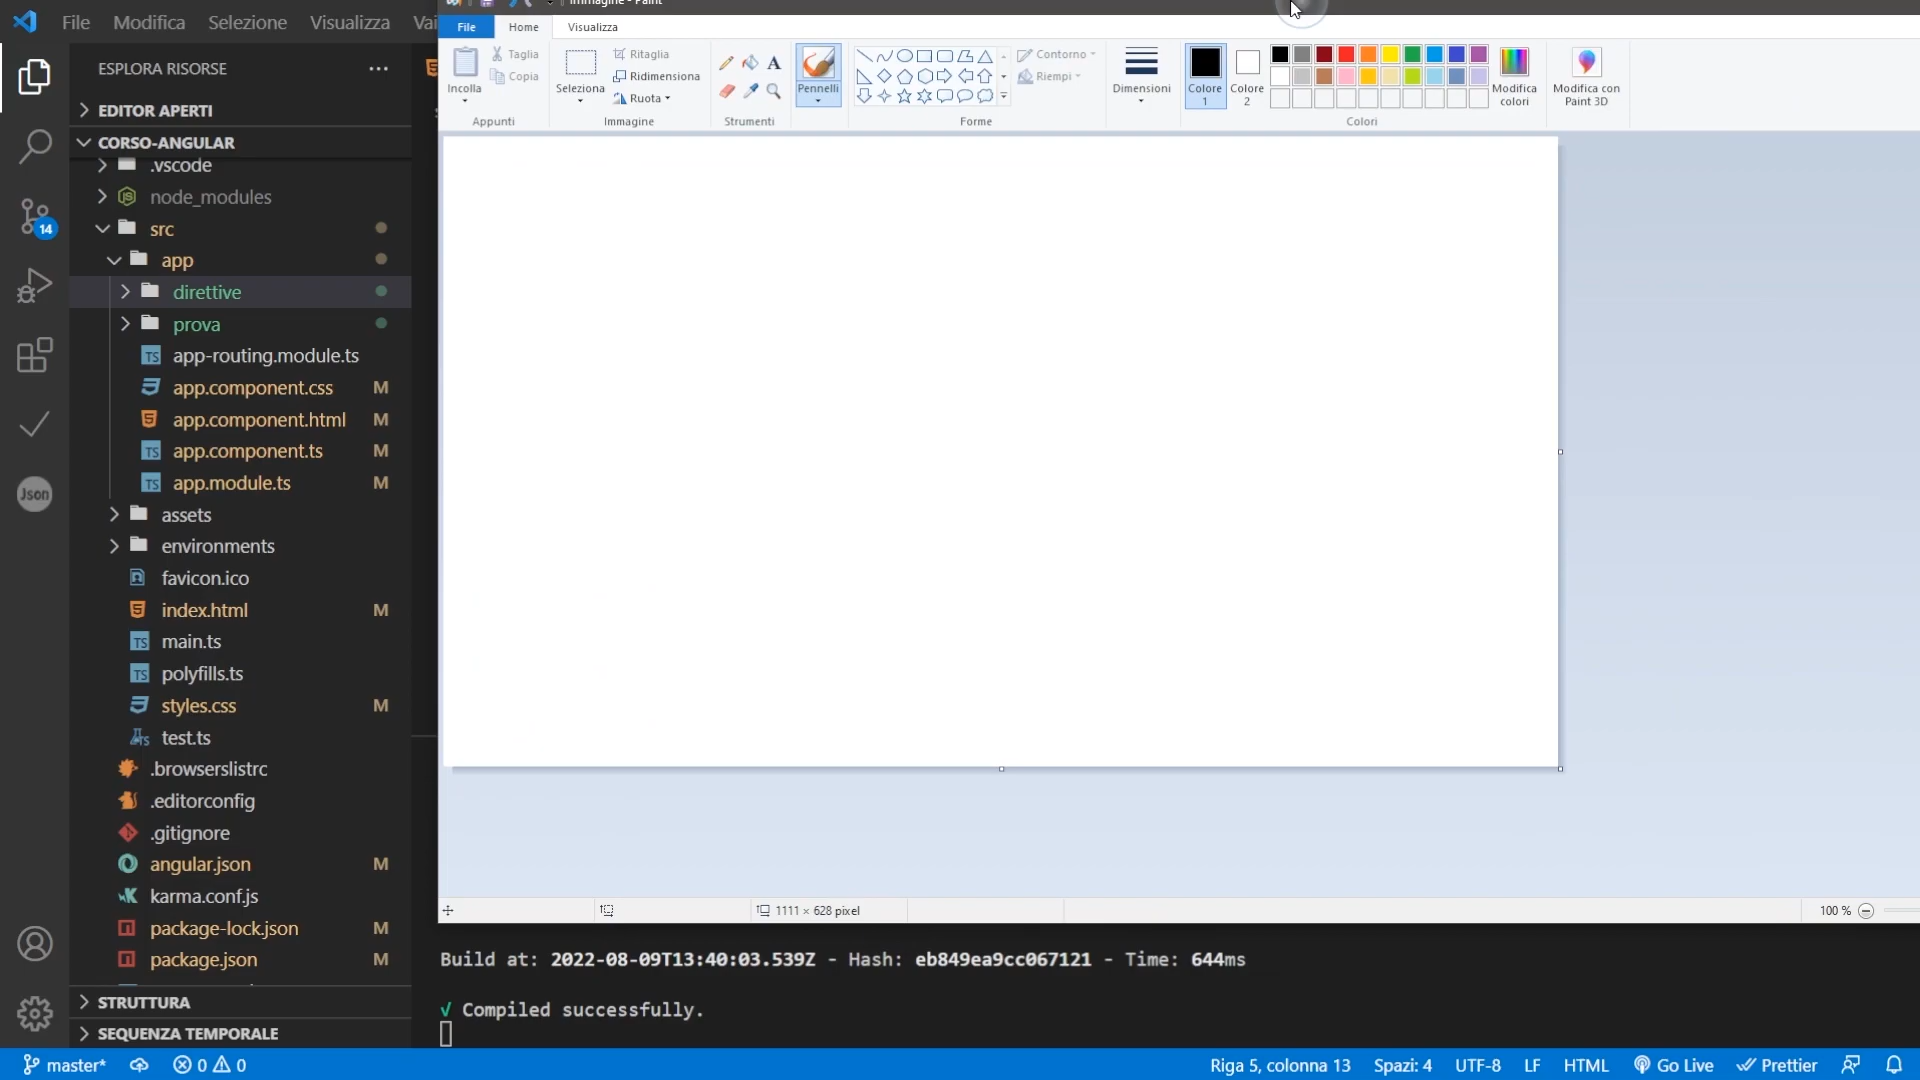 File Modifica Selezione Visualizza Vai
Immagine - Paint
File Home Visualizza
ESPLORA RISORSE
EDITOR APERTI
CORSO-ANGULAR
.vscode
node_modules
src
app
direttive
prova
app-routing.module.ts
app.component.css M
app.component.html M
app.component.ts M
app.module.ts M
assets
environments
favicon.ico
index.html M
main.ts
polyfills.ts
styles.css M
test.ts
.browserslistrc
.editorconfig
.gitignore
angular.json M
karma.conf.js
package-lock.json M
package.json M
STRUTTURA
SEQUENZA TEMPORALE
14
Json
Incolla
Taglia
Copia
Appunti
Seleziona
Ritaglia
Ridimensiona
Ruota
Immagine
A
Strumenti
Pennelli
Contorno
Riempi
Forme
Dimensioni
Colore 1
Colore 2
Modifica colori
Colori
Modifica con Paint 3D
1111 × 628 pixel
100 %
Build at: 2022-08-09T13:40:03.539Z - Hash: eb849ea9cc067121 - Time: 644ms
√ Compiled successfully.
master* 0 0 Riga 5, colonna 13 Spazi: 4 UTF-8 LF HTML Go Live Prettier